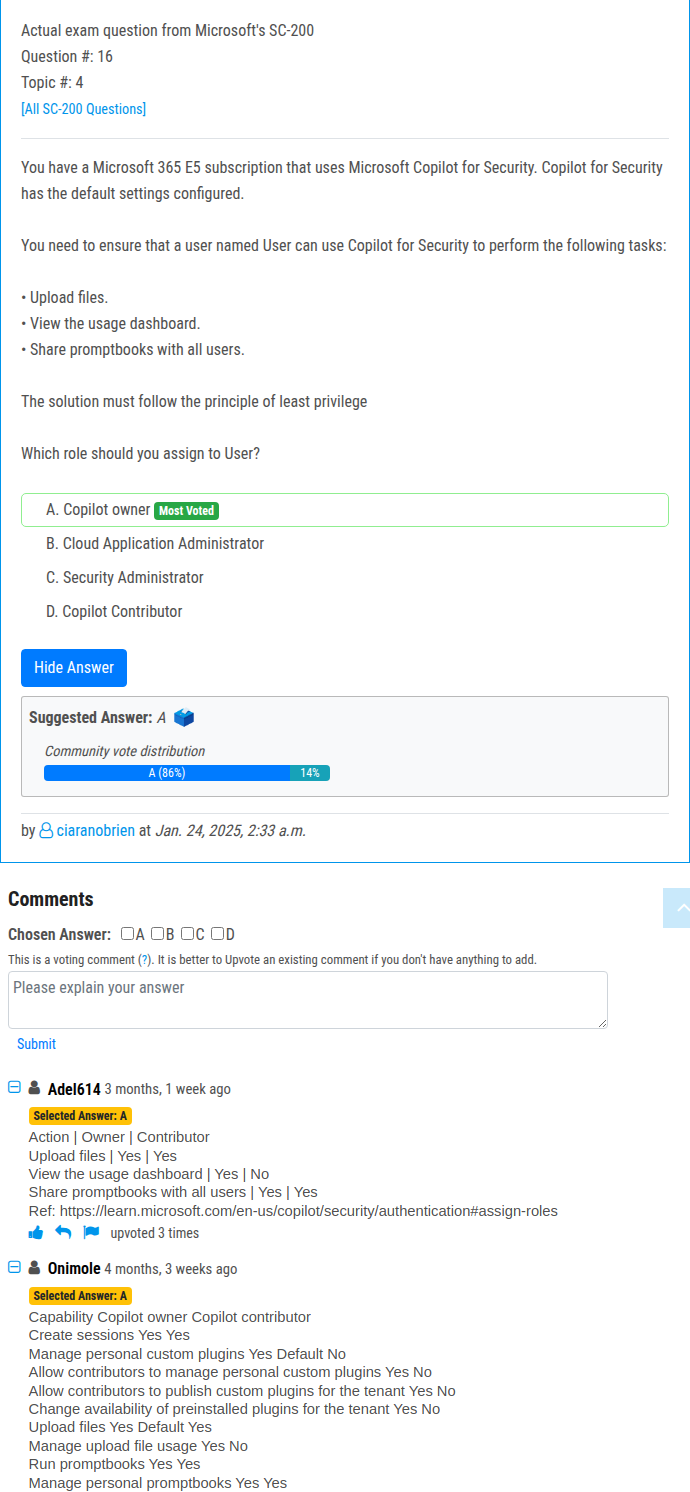 Actual exam question from Microsoft's SC-200
Question #: 16
Topic #: 4
[All SC-200 Questions]
You have a Microsoft 365 E5 subscription that uses Microsoft Copilot for Security. Copilot for Security
has the default settings configured.
You need to ensure that a user named User can use Copilot for Security to perform the following tasks:
• Upload files.
• View the usage dashboard.
• Share promptbooks with all users.
The solution must follow the principle of least privilege
Which role should you assign to User?
A. Copilot owner Most Voted
B. Cloud Application Administrator
C. Security Administrator
D. Copilot Contributor
Hide Answer
Suggested Answer: A
Community vote distribution
A (86%) 14%
by ciaranobrien at Jan. 24, 2025, 2:33 a.m.
Comments
Chosen Answer: A B C D
This is a voting comment (?). It is better to Upvote an existing comment if you don't have anything to add.
Please explain your answer
Submit
Adel614 3 months, 1 week ago
Selected Answer: A
Action | Owner | Contributor
Upload files | Yes | Yes
View the usage dashboard | Yes | No
Share promptbooks with all users | Yes | Yes
Ref: https://learn.microsoft.com/en-us/copilot/security/authentication#assign-roles
upvoted 3 times
Onimole 4 months, 3 weeks ago
Selected Answer: A
Capability Copilot owner Copilot contributor
Create sessions Yes Yes
Manage personal custom plugins Yes Default No
Allow contributors to manage personal custom plugins Yes No
Allow contributors to publish custom plugins for the tenant Yes No
Change availability of preinstalled plugins for the tenant Yes No
Upload files Yes Default Yes
Manage upload file usage Yes No
Run promptbooks Yes Yes
Manage personal promptbooks Yes Yes